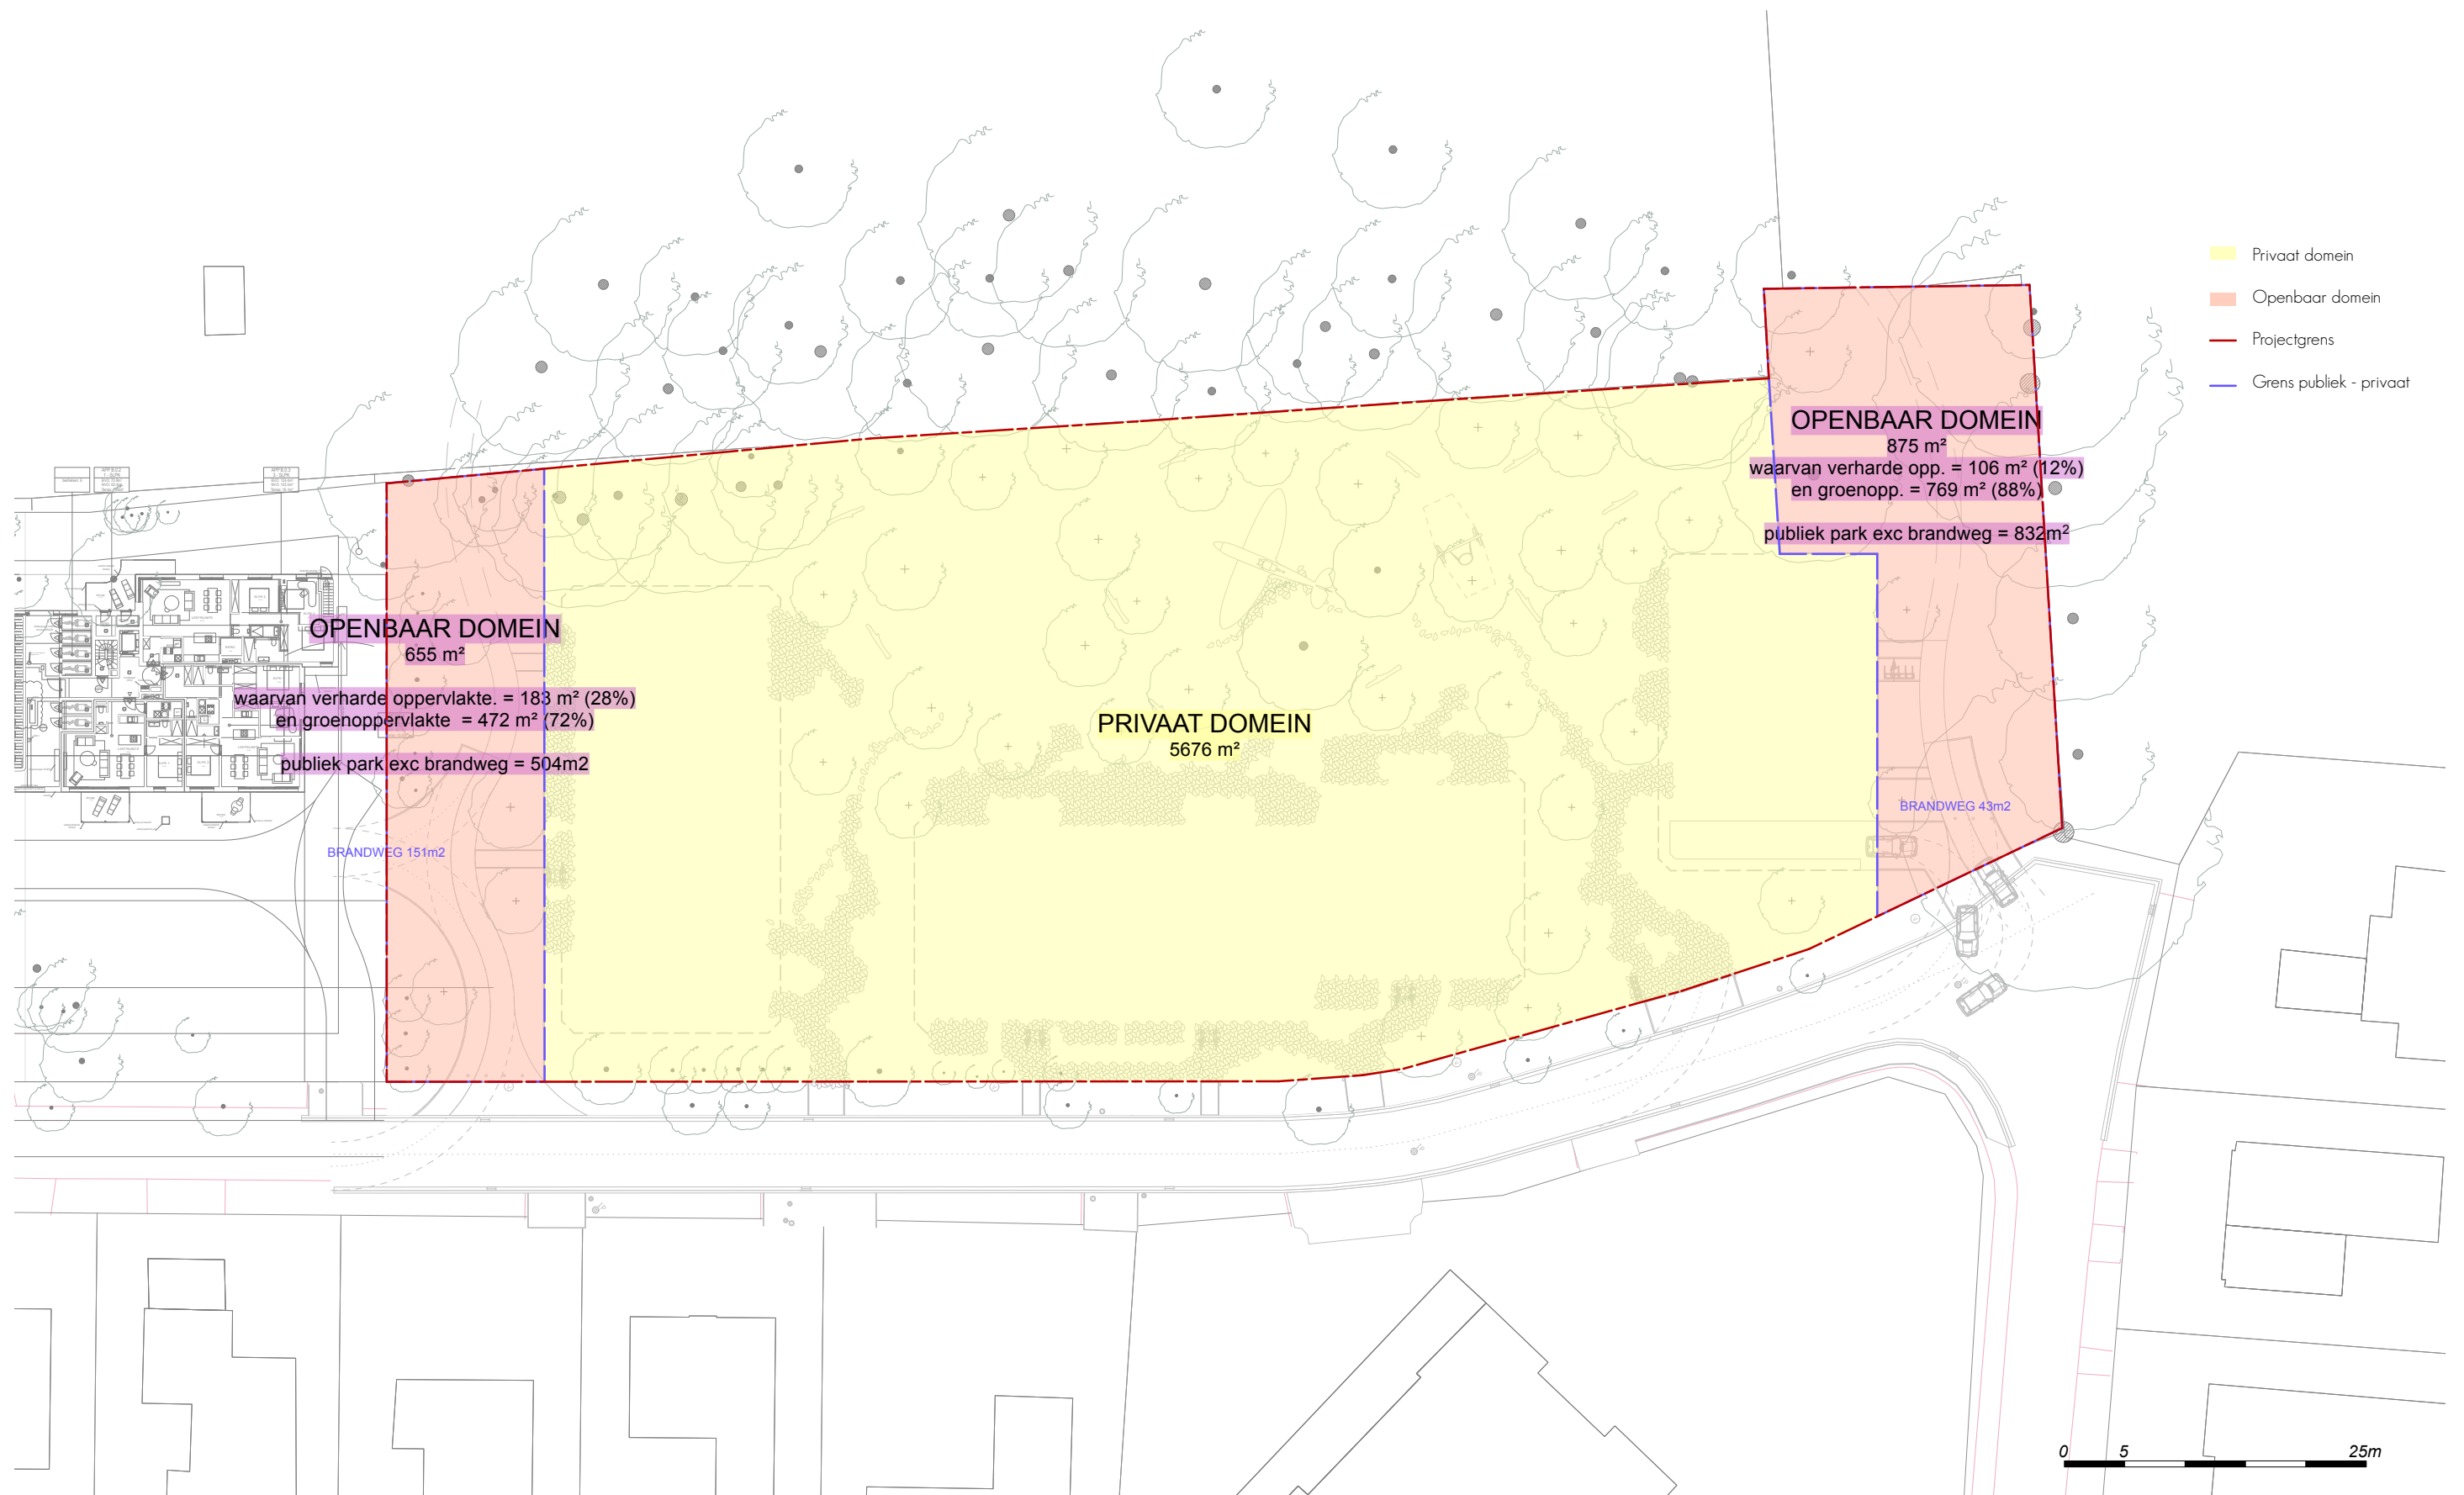 Privaat domein
Openbaar domein
Projectgrens
Grens publiek - privaat
OPENBAAR DOMEIN
875 m²
waarvan verharde opp. = 106 m² (12%)
en groenopp. = 769 m² (88%)
publiek park exc brandweg = 832m²
OPENBAAR DOMEIN
655 m²
waarvan verharde oppervlakte. = 183 m² (28%)
en groenoppervlakte = 472 m² (72%)
publiek park exc brandweg = 504m2
PRIVAAT DOMEIN
5676 m²
BRANDWEG 43m2
BRANDWEG 151m2
0 5 25m